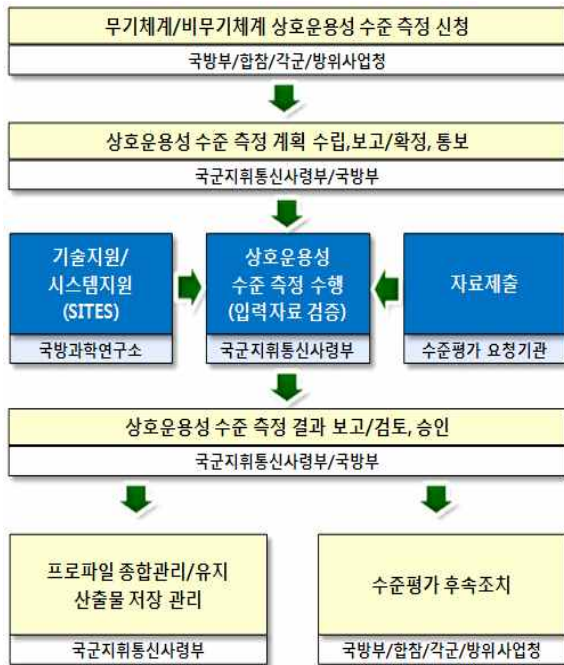 무기체계/비무기체계 상호운용성 수준 측정 신청
국방부/합참/각군/방위사업청
상호운용성 수준 측정 계획 수립,보고/확정, 통보
국군지휘통신사령부/국방부
기술지원/
시스템지원
(SITES)
국방과학연구소
상호운용성
수준 측정 수행
(입력자료 검증)
국군지휘통신사령부
자료제출
수준평가 요청기관
상호운용성 수준 측정 결과 보고/검토, 승인
국군지휘통신사령부/국방부
프로파일 종합관리/유지
산출물 저장 관리
국군지휘통신사령부
수준평가 후속조치
국방부/합참/각군/방위사업청